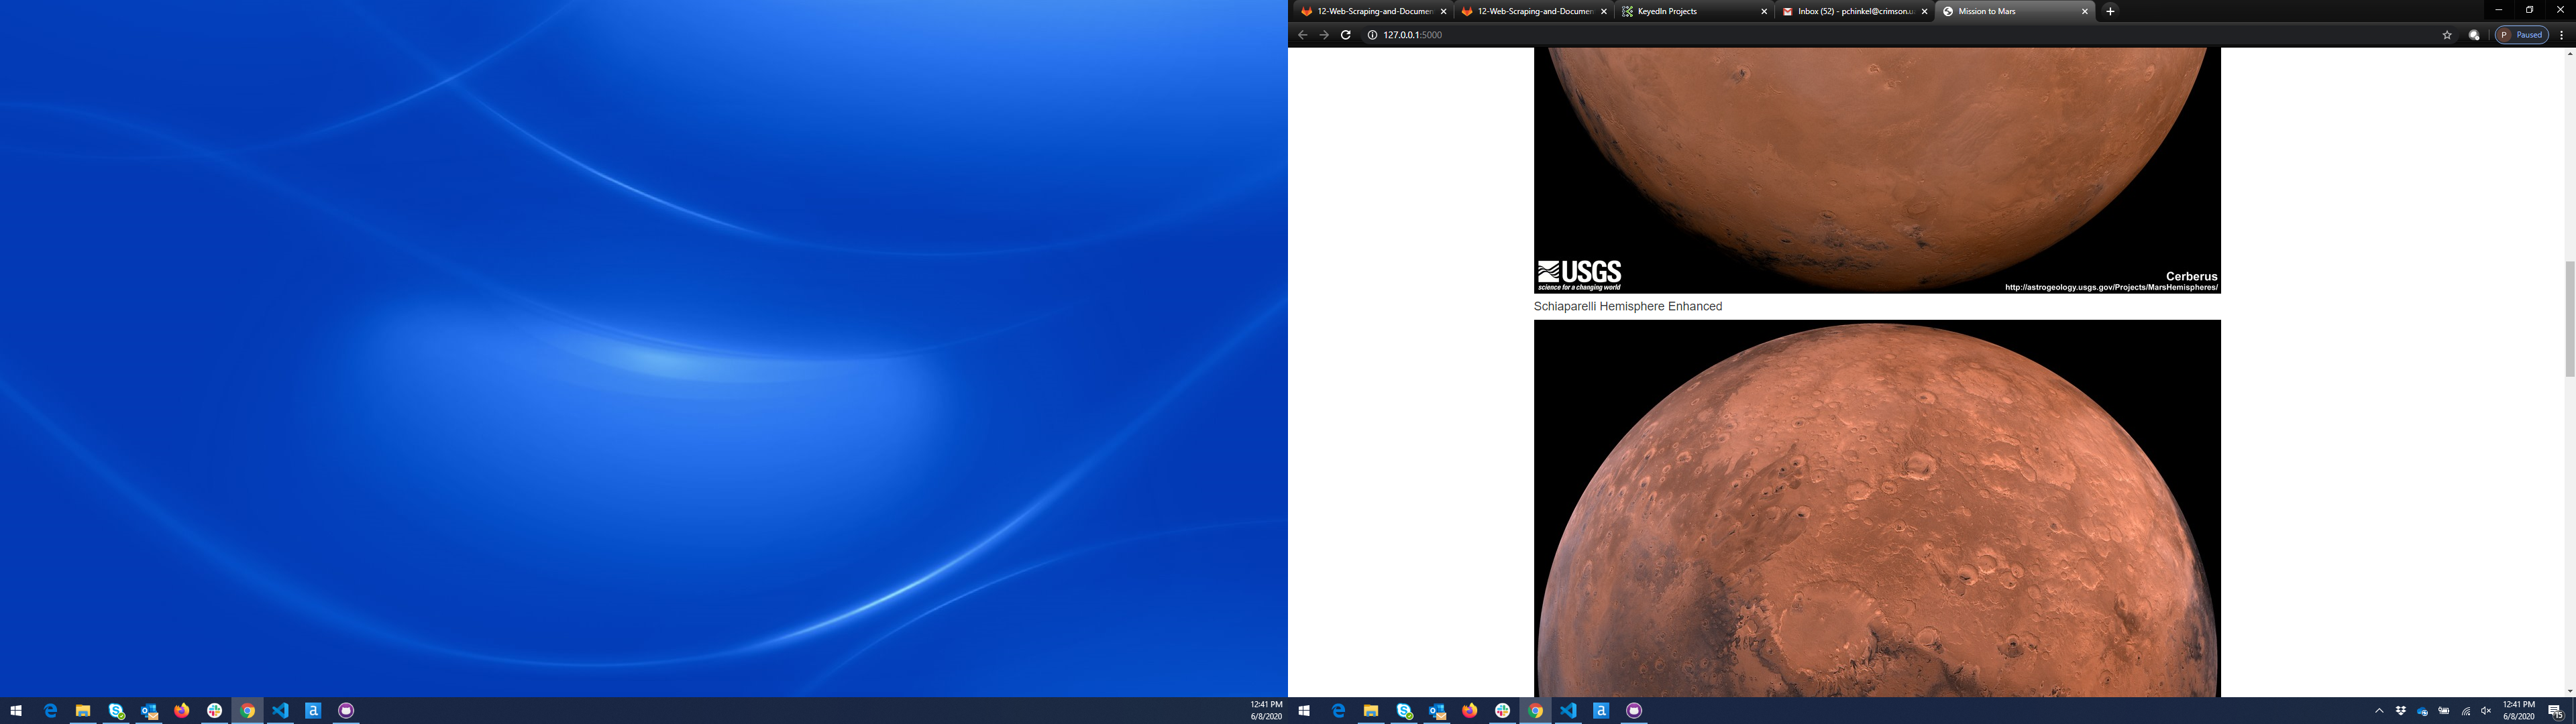 12-Web-Scraping-and-Documen
12-Web-Scraping-and-Documen
KeyedIn Projects
Inbox (52) - pchinkel@crimson.u
Mission to Mars
127.0.0.1:5000
P Paused
USGS
science for a changing world
Cerberus
http://astrogeology.usgs.gov/Projects/MarsHemispheres/
Schiaparelli Hemisphere Enhanced
12:41 PM
6/8/2020
12:41 PM
6/8/2020
15